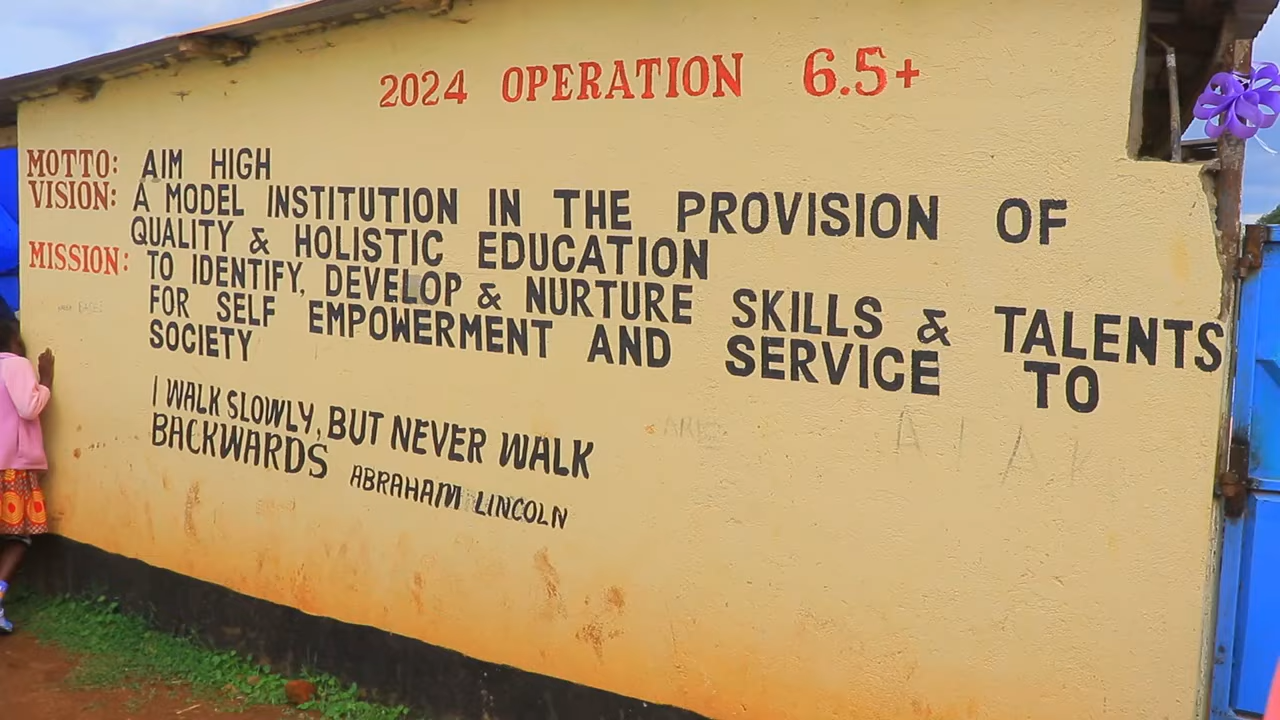 2024 OPERATION 6.5+
MOTTO: AIM HIGH
VISION: A MODEL INSTITUTION IN THE PROVISION OF
QUALITY & HOLISTIC EDUCATION
MISSION: TO IDENTIFY, DEVELOP & NURTURE SKILLS & TALENTS
FOR SELF EMPOWERMENT AND SERVICE TO
SOCIETY
I WALK SLOWLY, BUT NEVER WALK
BACKWARDS ABRAHAM LINCOLN